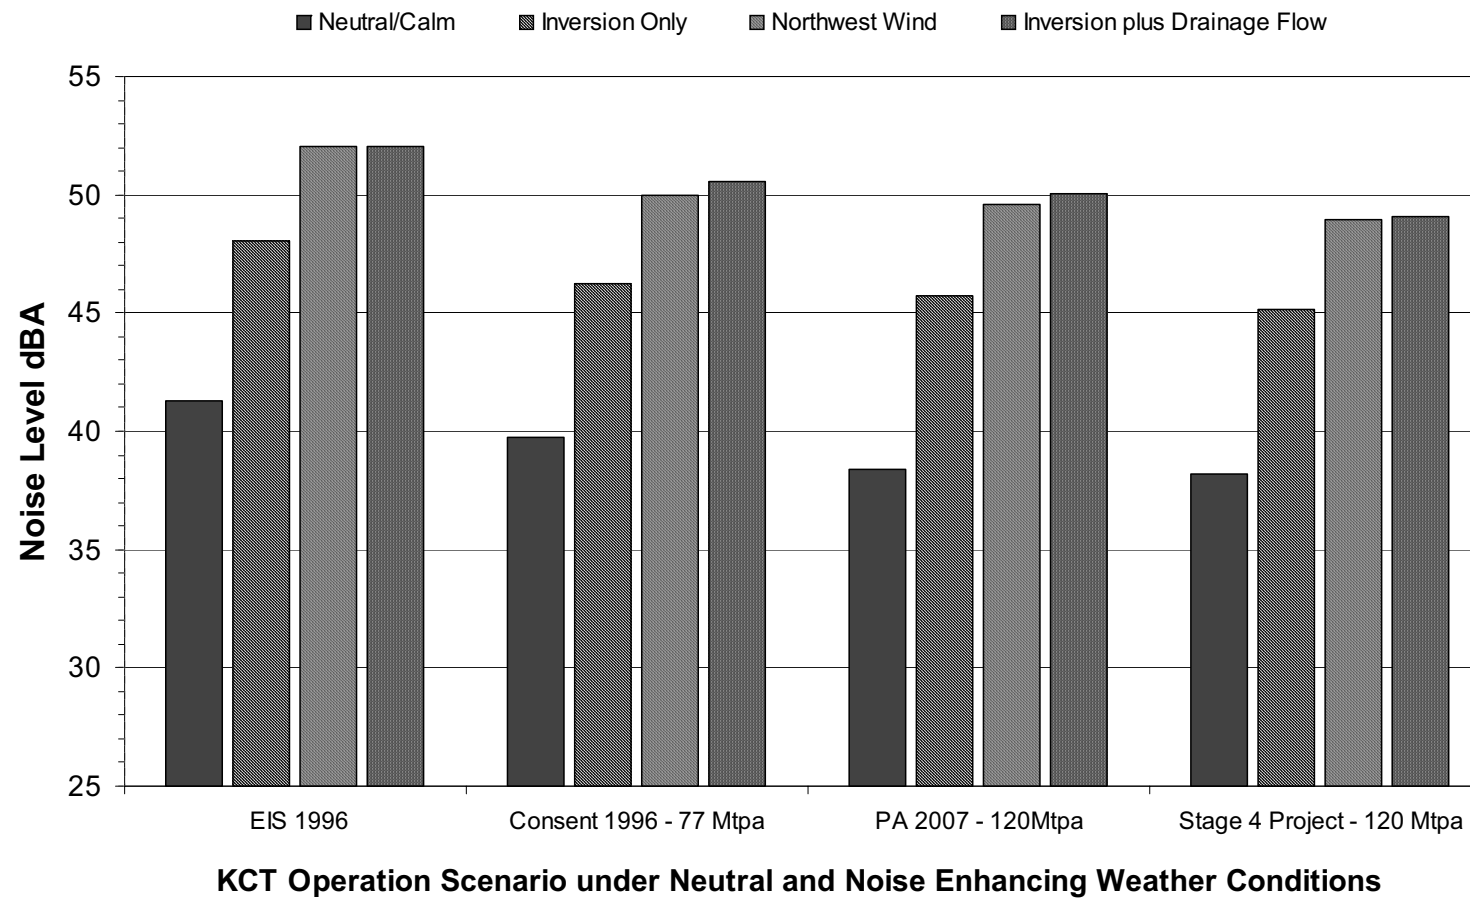 Neutral/Calm Inversion Only Northwest Wind Inversion plus Drainage Flow
55
50
45
40
35
30
25
Noise Level dBA
EIS 1996 Consent 1996 - 77 Mtpa PA 2007 - 120Mtpa Stage 4 Project - 120 Mtpa
KCT Operation Scenario under Neutral and Noise Enhancing Weather Conditions